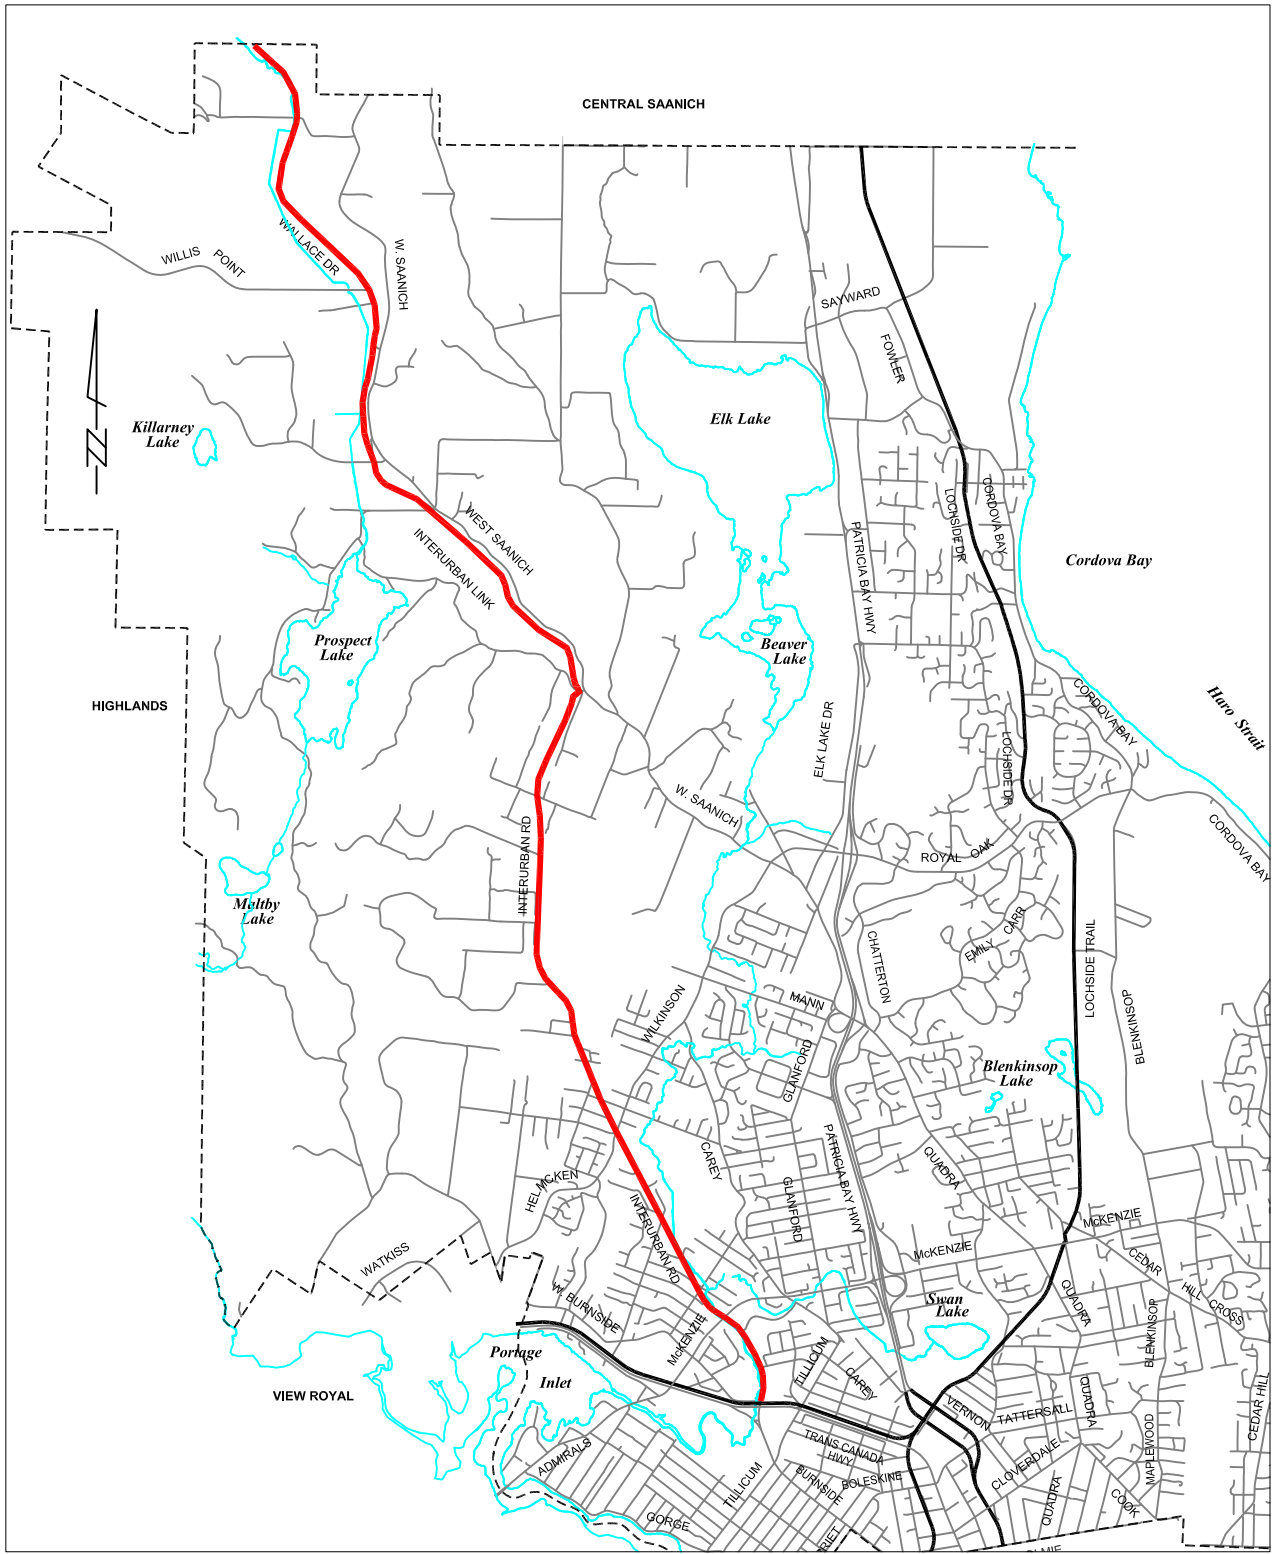 CENTRAL SAANICH
WALLACE DR
W. SAANICH
WILLIS
POINT
SAYWARD
FOWLER
Killarney
Lake
Elk Lake
LOCHSIDE DR
CORDOVA BAY
WEST SAANICH
INTERURBAN LINK
PATRICIA BAY HWY
Cordova Bay
Prospect
Lake
Beaver
Lake
HIGHLANDS
CORDOVA BAY
Haro Strait
ELK LAKE DR
LOCHSIDE DR
W. SAANICH
CORDOVA BAY
INTERURBAN RD
ROYAL OAK
Maltby
Lake
EMILY CARR
CHATTERTON
LOCHSIDE TRAIL
BLENKINSOP
WILKINSON
MANN
GLANFORD
Blenkinsop
Lake
CAREY
PATRICIA BAY HWY
QUADRA
HELMCKEN
GLANFORD
INTERURBAN RD
McKENZIE
McKENZIE
WATKISS
CEDAR
HILL
CROSS
W. BURNSIDE
Swan
Lake
QUADRA
BLENKINSOP
McKENZIE
Portage
Inlet
TILLICUM
CAREY
VIEW ROYAL
VERNON
TATTERSALL
QUADRA
CEDAR HILL
MAPLEWOOD
TRANS CANADA
HWY
ADMIRALS
BURNSIDE
BOLESKINE
CLOVERDALE
TILLICUM
QUADRA
COOK
GORGE